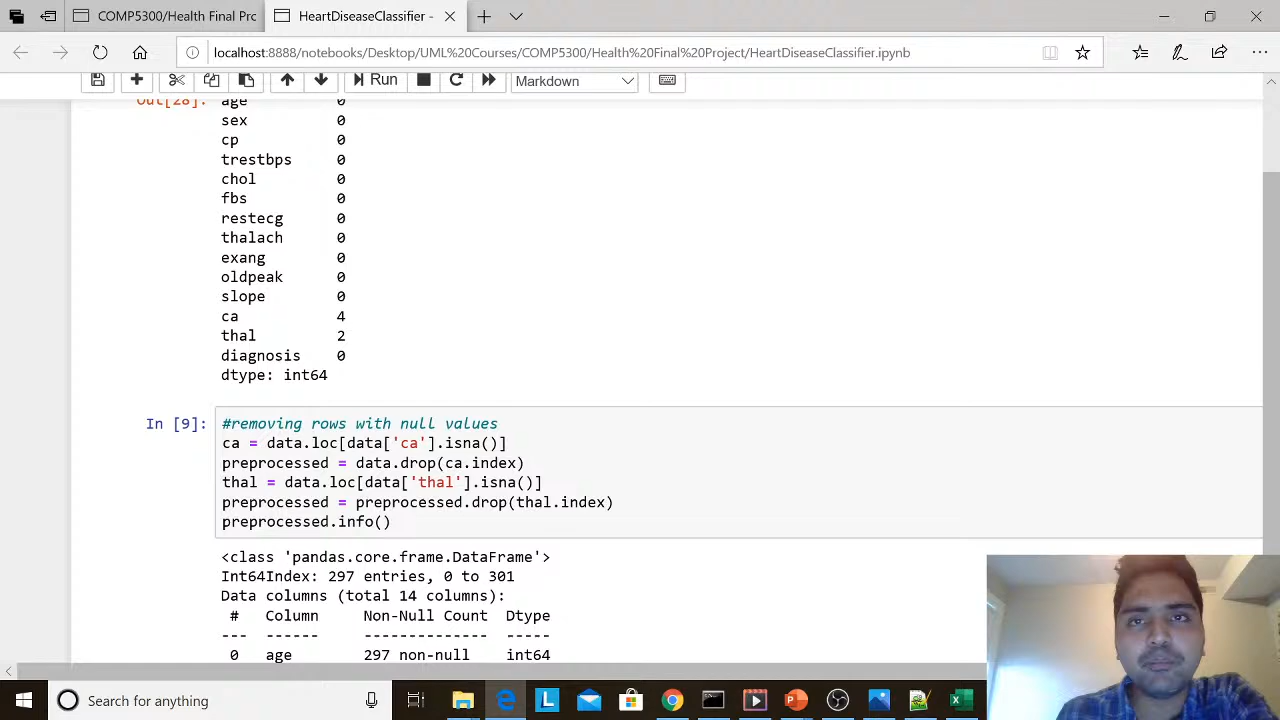 COMP5300/Health Final Pro
HeartDiseaseClassifier -
localhost:8888/notebooks/Desktop/UML%20Courses/COMP5300/Health%20Final%20Project/HeartDiseaseClassifier.ipynb
Run
Markdown
Out[28]: age 0
sex 0
cp 0
trestbps 0
chol 0
fbs 0
restecg 0
thalach 0
exang 0
oldpeak 0
slope 0
ca 4
thal 2
diagnosis 0
dtype: int64
In [9]: #removing rows with null values
ca = data.loc[data['ca'].isna()]
preprocessed = data.drop(ca.index)
thal = data.loc[data['thal'].isna()]
preprocessed = preprocessed.drop(thal.index)
preprocessed.info()
<class 'pandas.core.frame.DataFrame'>
Int64Index: 297 entries, 0 to 301
Data columns (total 14 columns):
# Column Non-Null Count Dtype
--- ------ -------------- -----
0 age 297 non-null int64
Search for anything